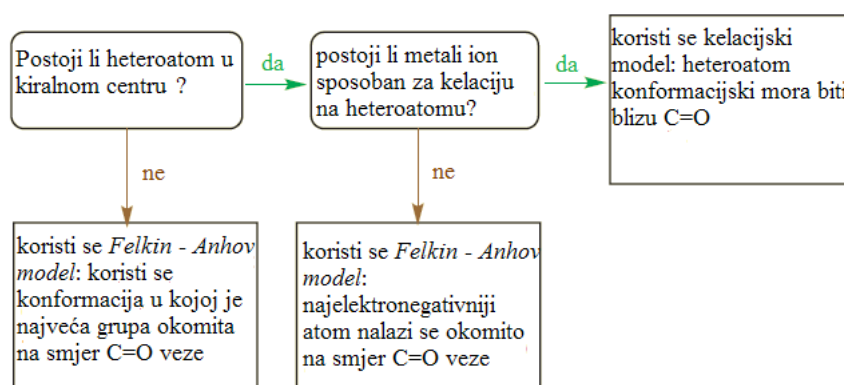 Postoji li heteroatom u
kiralnom centru ?
da
postoji li metali ion
sposoban za kelaciju
na heteroatomu?
da
koristi se kelacijski
model: heteroatom
konformacijski mora biti
blizu C=O
ne
ne
koristi se Felkin - Anhov
model: koristi se
konformacija u kojoj je
najveća grupa okomita
na smjer C=O veze
koristi se Felkin - Anhov
model:
najelektronegativniji
atom nalazi se okomito
na smjer C=O veze